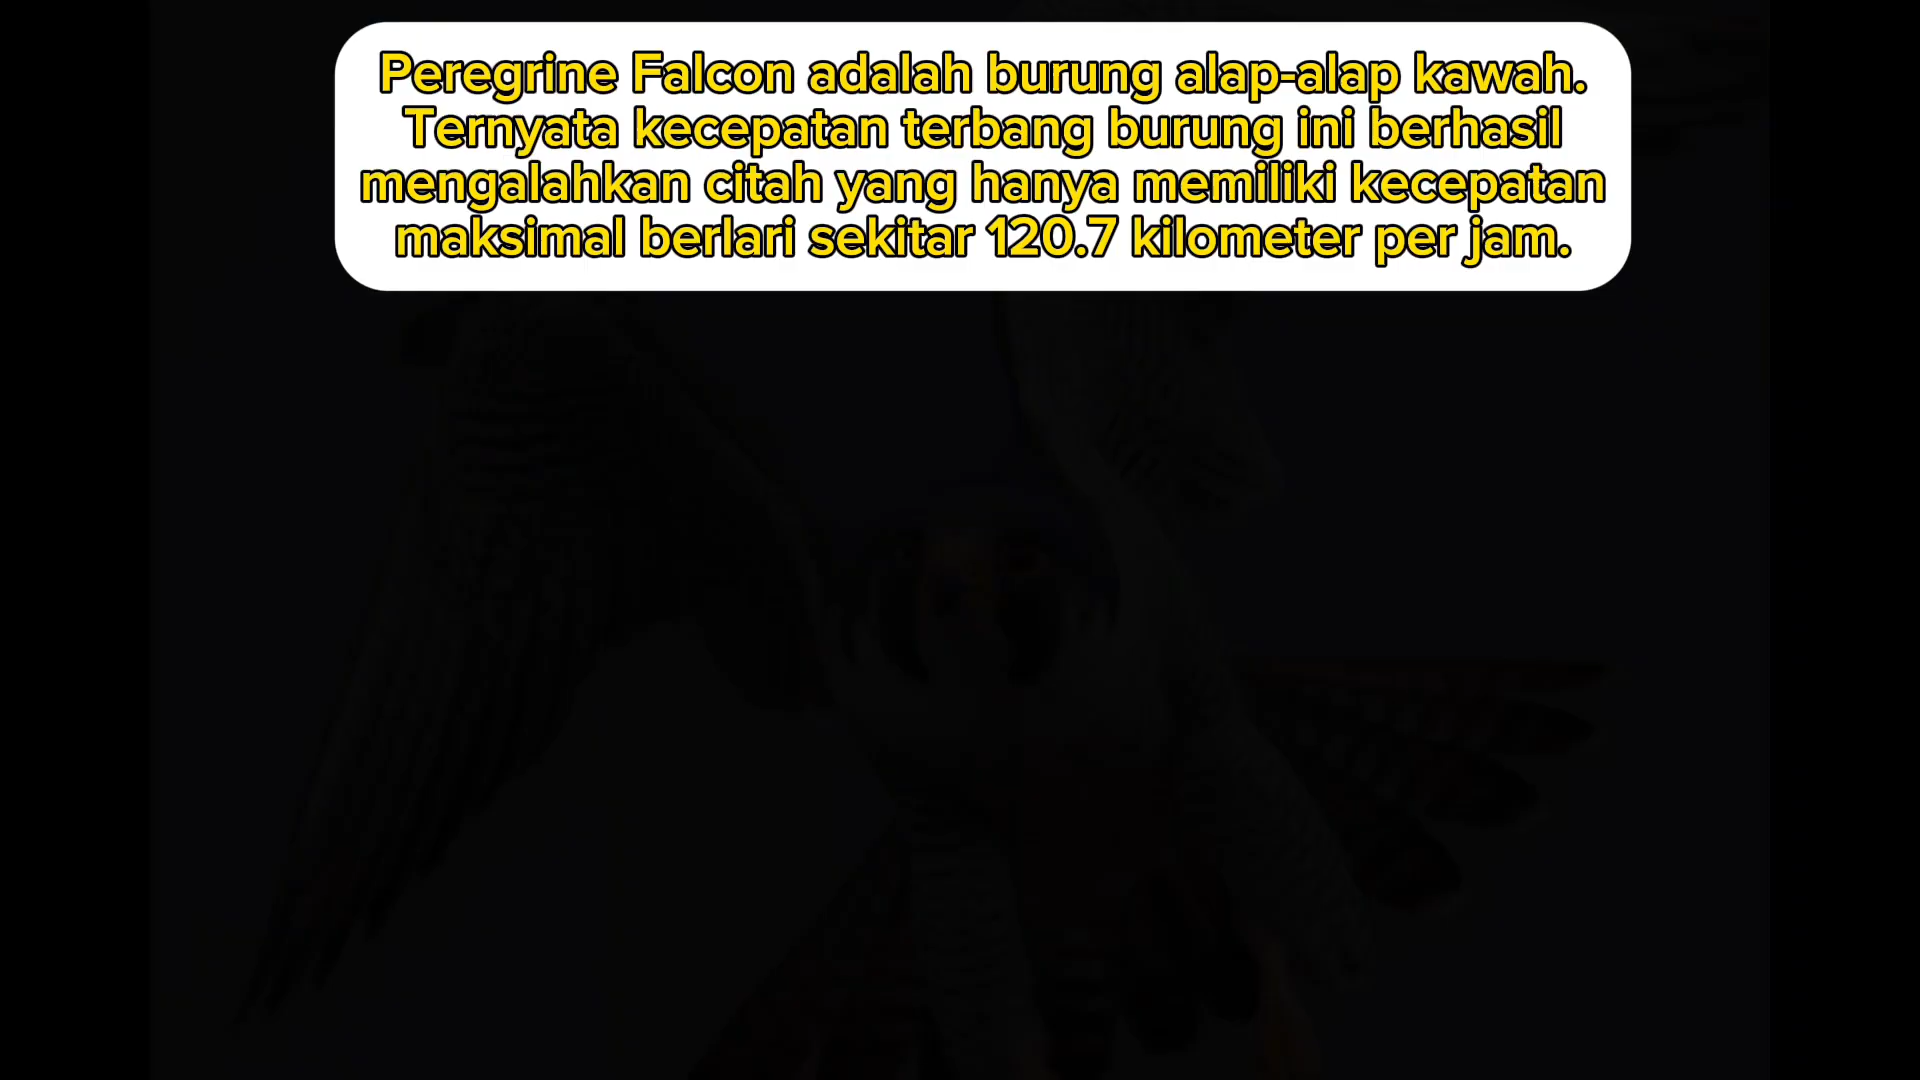 Peregrine Falcon adalah burung alap-alap kawah.
Ternyata kecepatan terbang burung ini berhasil
mengalahkan citah yang hanya memiliki kecepatan
maksimal berlari sekitar 120.7 kilometer per jam.